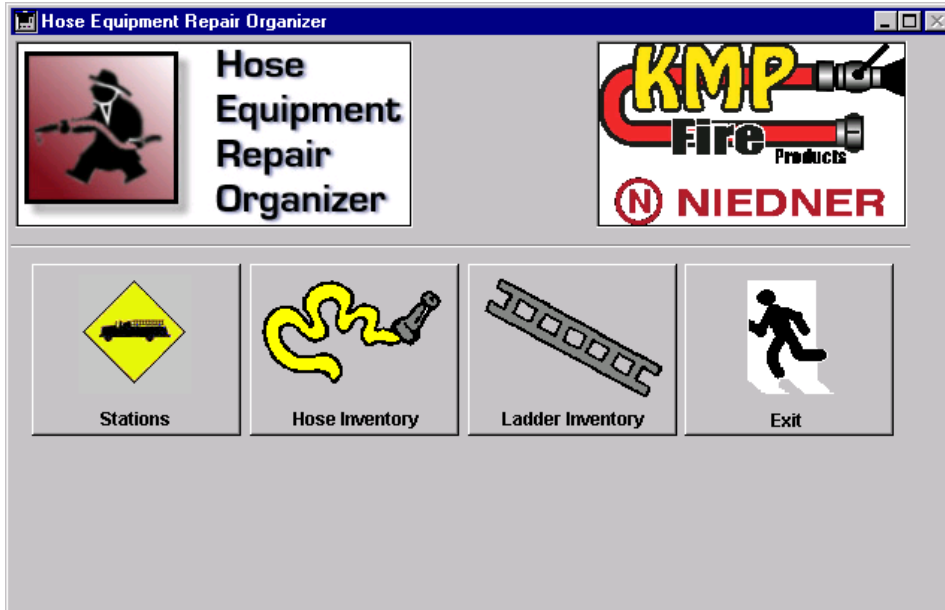 Hose Equipment Repair Organizer
Hose
Equipment
Repair
Organizer
KMP
Fire
Products
N NIEDNER
Stations
Hose Inventory
Ladder Inventory
Exit